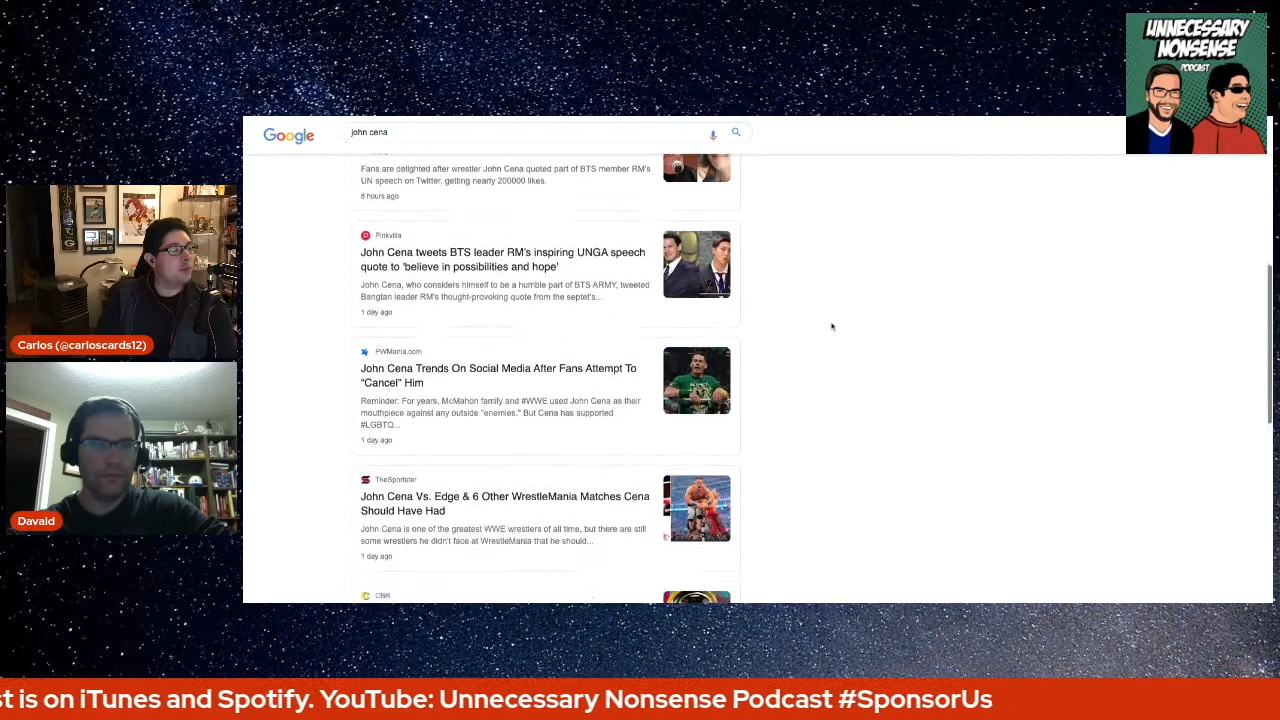 UNNECESSARY
NONSENSE
PODCAST
Google
john cena
Fans are delighted after wrestler John Cena quoted part of BTS member RM's
UN speech on Twitter, getting nearly 200000 likes.
8 hours ago
Pinkvilla
John Cena tweets BTS leader RM's inspiring UNGA speech
quote to 'believe in possibilities and hope'
John Cena, who considers himself to be a humble part of BTS ARMY, tweeted
Bangtan leader RM's thought-provoking quote from the septet's...
1 day ago
PWMania.com
John Cena Trends On Social Media After Fans Attempt To
“Cancel” Him
Reminder: For years, McMahon family and #WWE used John Cena as their
mouthpiece against any outside "enemies." But Cena has supported
#LGBTQ...
1 day ago
TheSportster
John Cena Vs. Edge & 6 Other WrestleMania Matches Cena
Should Have Had
John Cena is one of the greatest WWE wrestlers of all time, but there are still
some wrestlers he didn't face at WrestleMania that he should...
1 day ago
CBR
Carlos (@carloscards12)
Davaid
st is on iTunes and Spotify. YouTube: Unnecessary Nonsense Podcast #SponsorUs